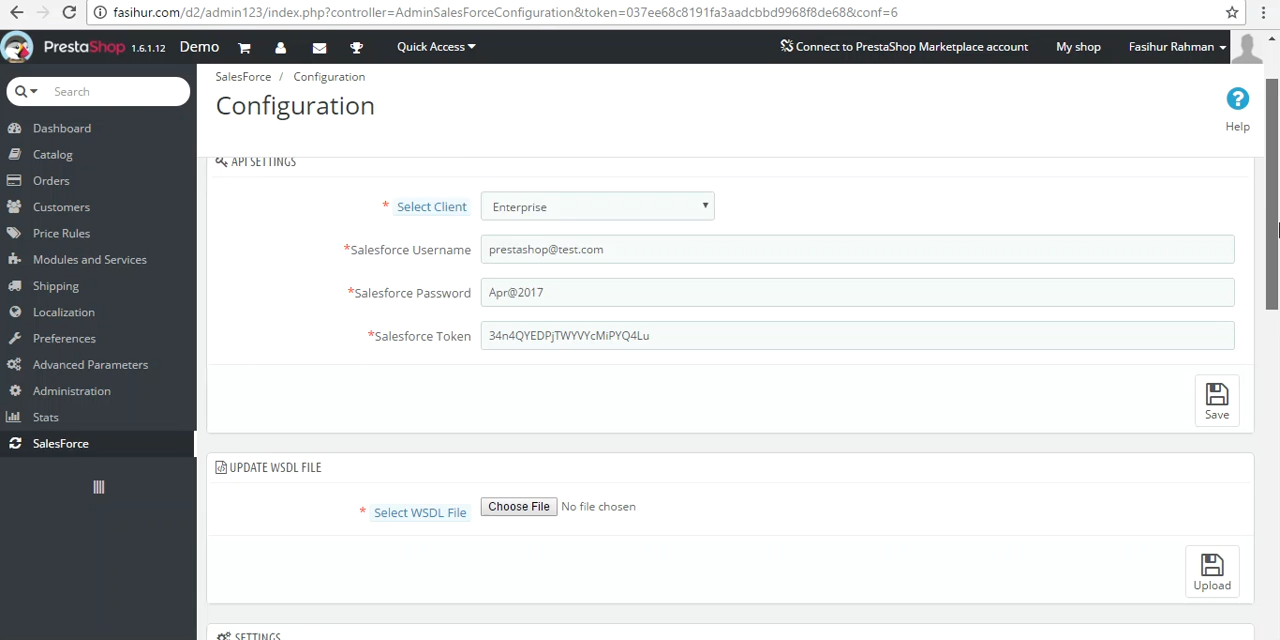 fasihur.com/d2/admin123/index.php?controller=AdminSalesForceConfiguration&token=037ee68c8191fa3aadcbbd9968f8de68&conf=6
PrestaShop 1.6.1.12 Demo Quick Access Connect to PrestaShop Marketplace account My shop Fasihur Rahman
Search
Dashboard
Catalog
Orders
Customers
Price Rules
Modules and Services
Shipping
Localization
Preferences
Advanced Parameters
Administration
Stats
SalesForce
SalesForce / Configuration
Configuration
Help
API SETTINGS
* Select Client Enterprise
*Salesforce Username prestashop@test.com
*Salesforce Password Apr@2017
*Salesforce Token 34n4QYEDPjTWYVYcMiPYQ4Lu
Save
UPDATE WSDL FILE
* Select WSDL File Choose File No file chosen
Upload
SETTINGS